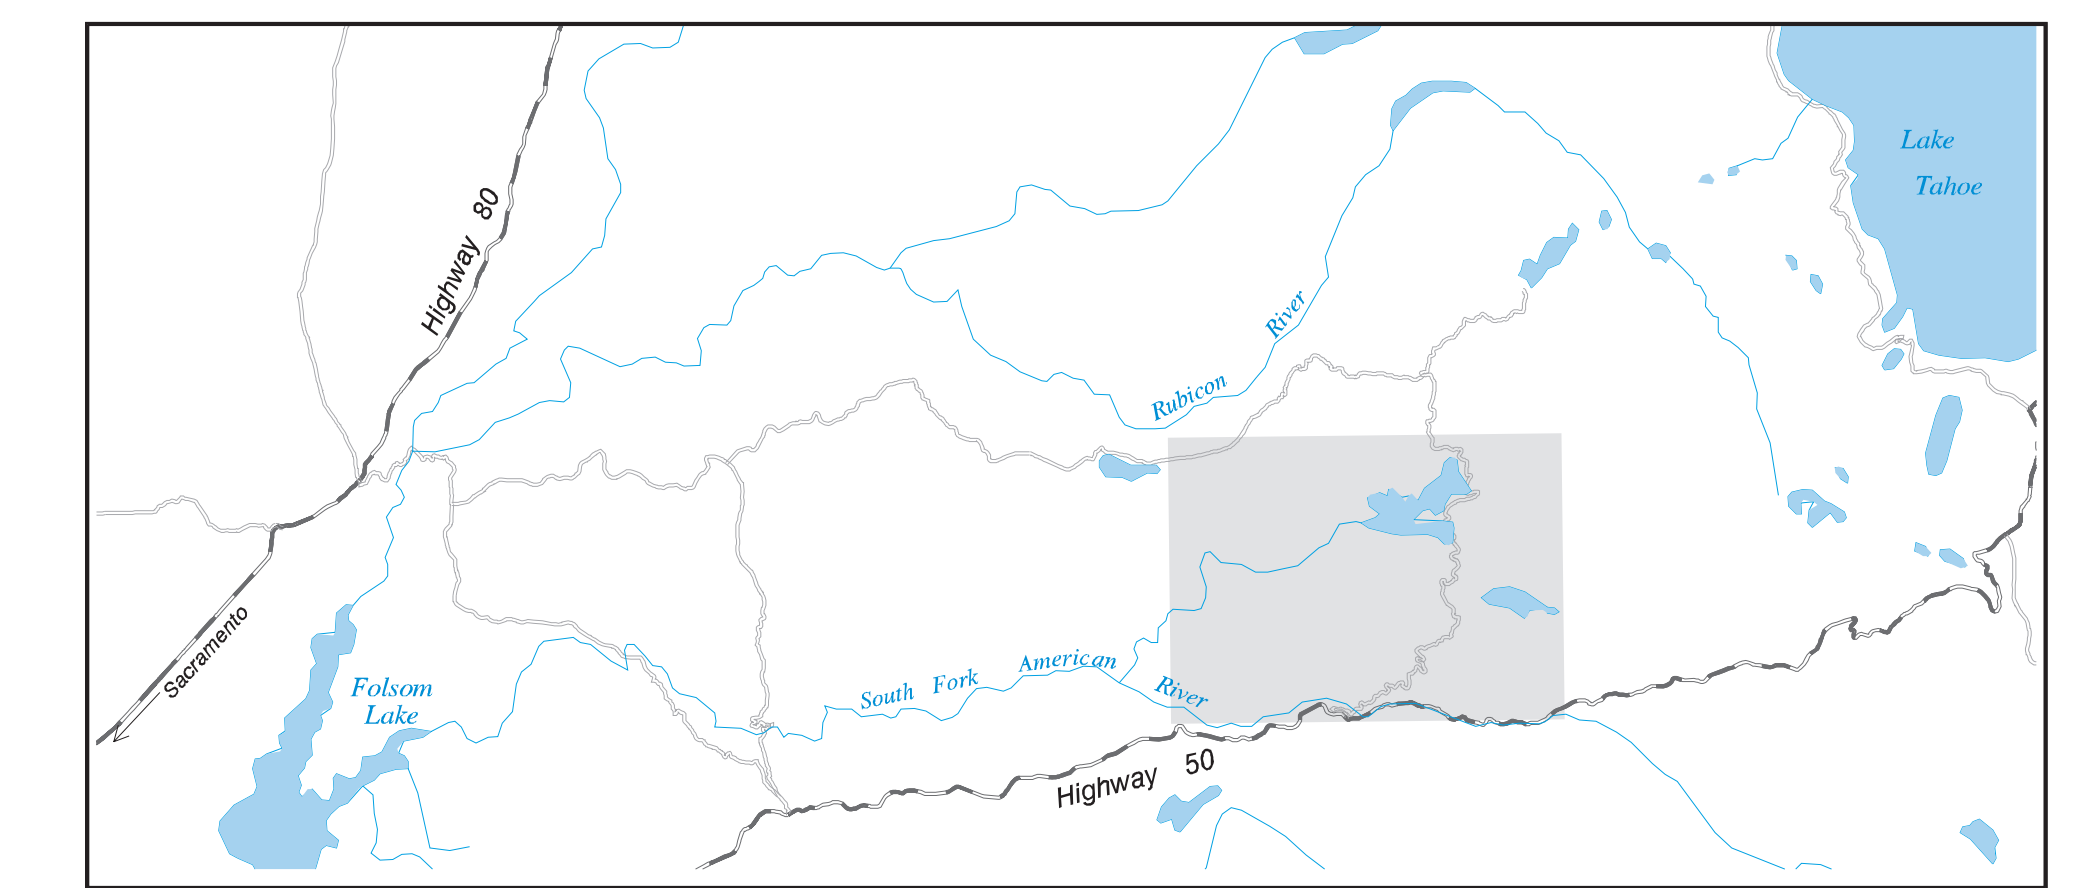 Lake
Tahoe
Highway 80
River
Rubicon
Sacramento
Folsom
Lake
South Fork American River
Highway 50